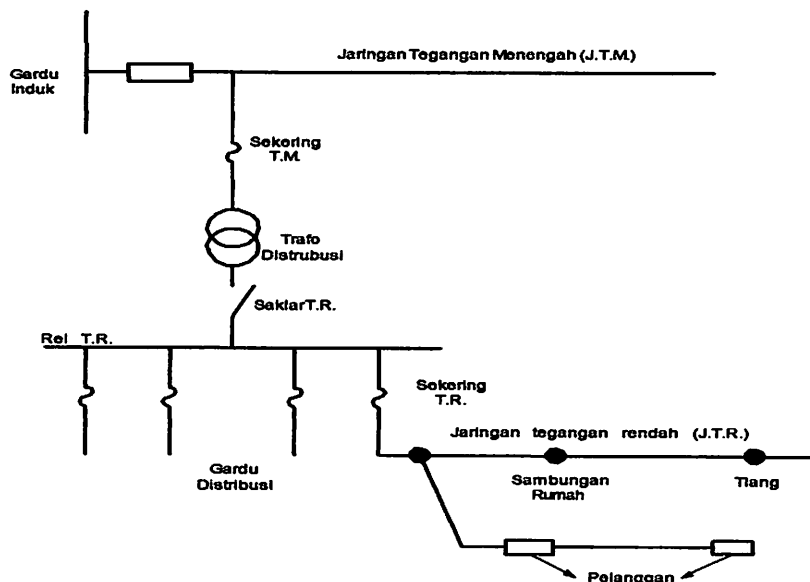 Jaringan Tegangan Menengah (J.T.M.)
Gardu
Induk
Sekering
T.M.
Trafo
Distrubusi
Saklar T.R.
Rel T.R.
Sekering
T.R.
Jaringan tegangan rendah (J.T.R.)
Gardu
Distribusi
Sambungan
Rumah
Tiang
Pelanggan